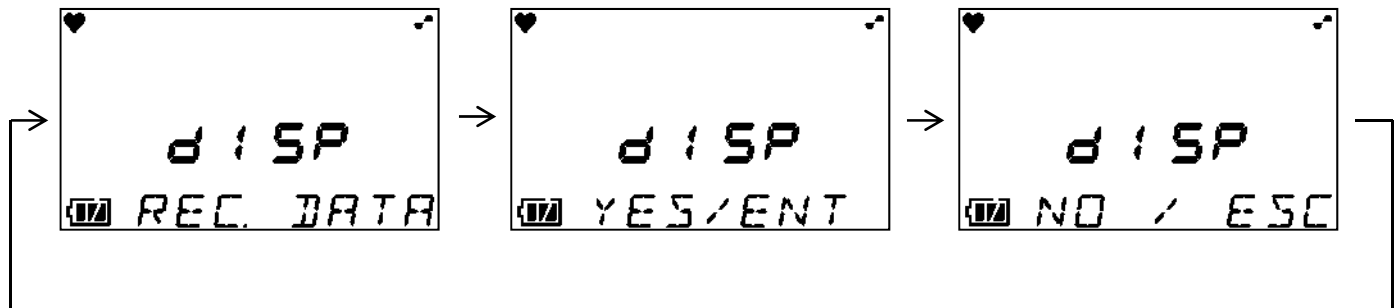 dISP
REC. DATA
dISP
YES/ENT
dISP
NO / ESC